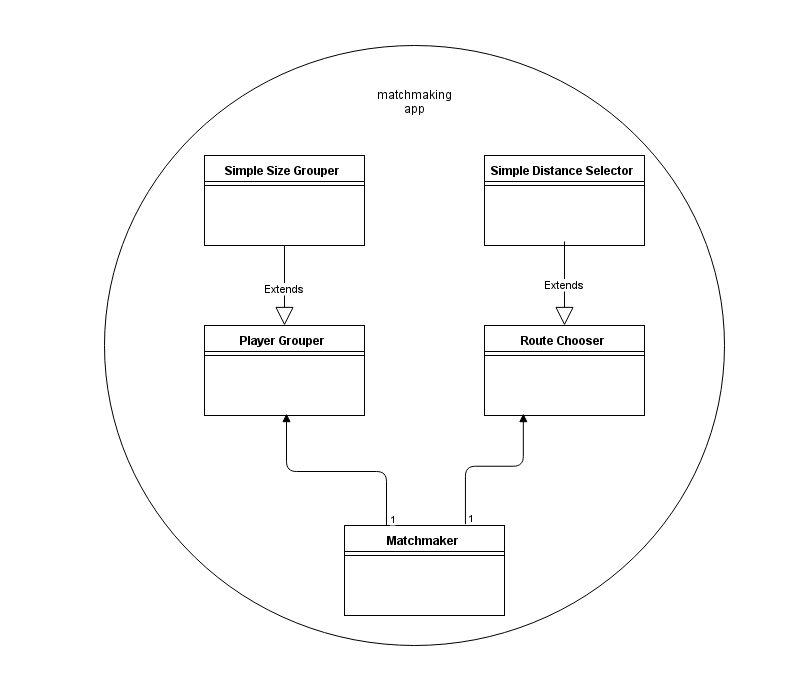 matchmaking
app
Simple Size Grouper
Simple Distance Selector
Extends
Extends
Player Grouper
Route Chooser
1
1
Matchmaker